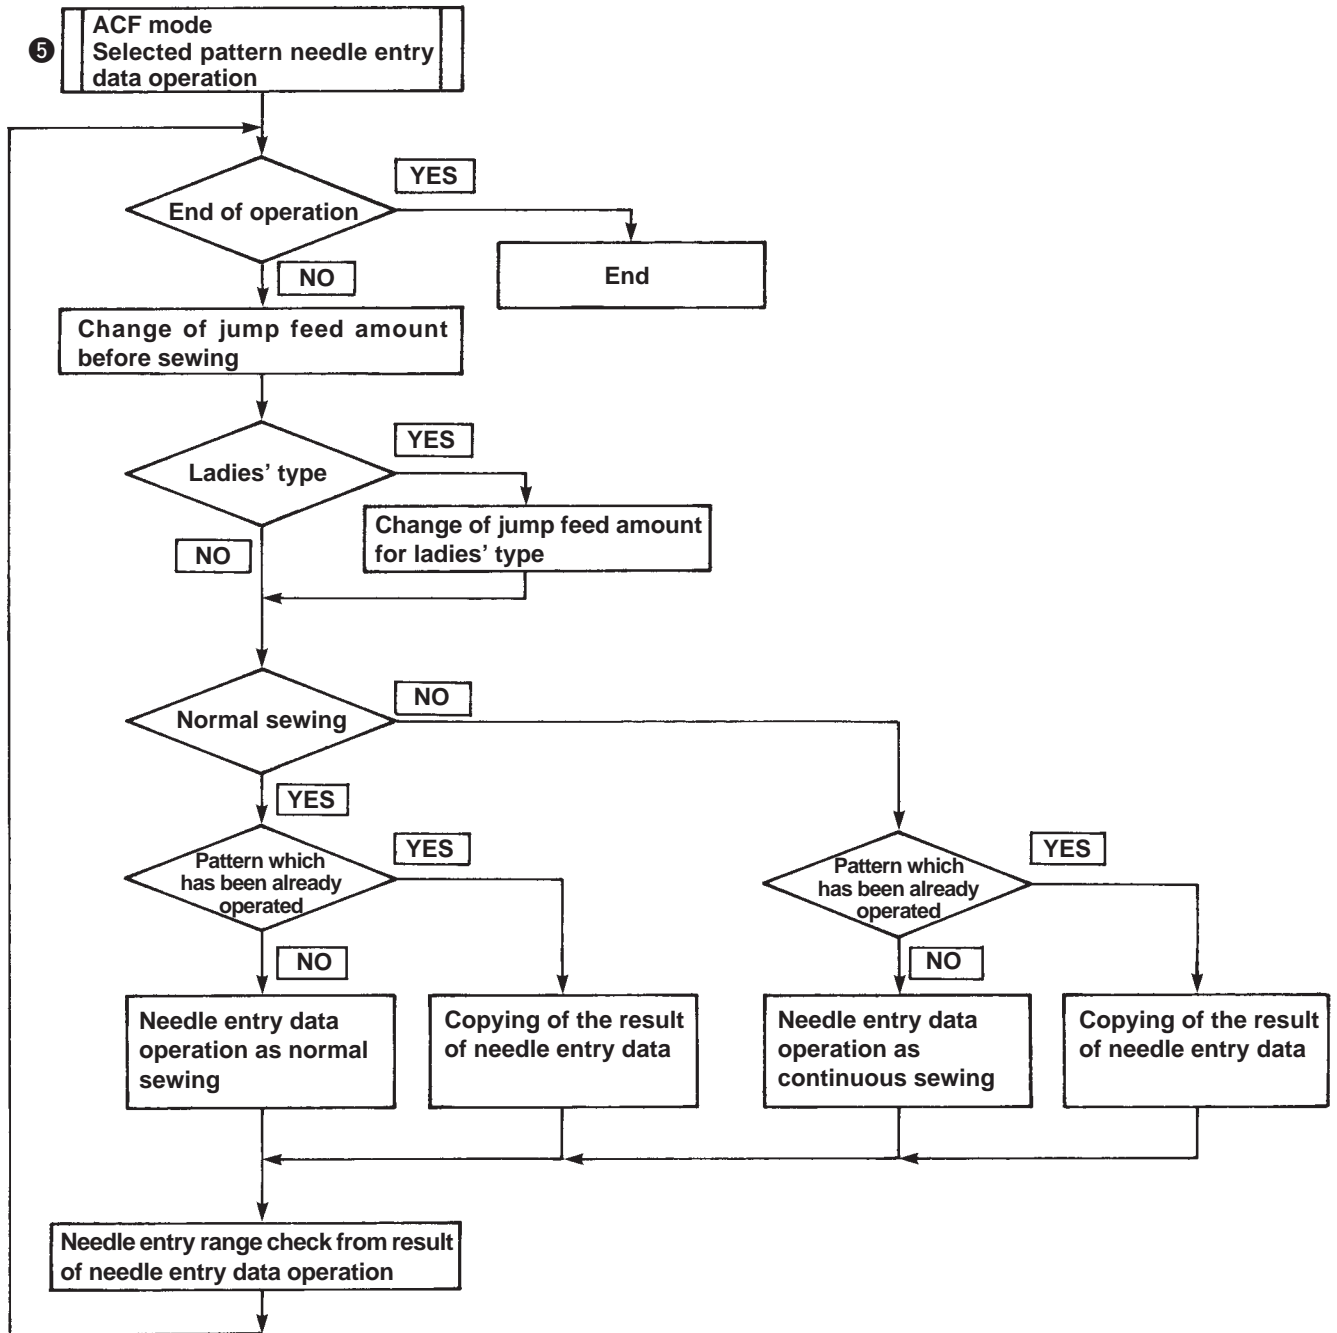 ❺
ACF mode
Selected pattern needle entry
data operation
YES
End of operation
End
NO
Change of jump feed amount
before sewing
YES
Ladies’ type
Change of jump feed amount
for ladies’ type
NO
NO
Normal sewing
YES
Pattern which
has been already
operated
YES
Pattern which
has been already
operated
YES
NO
NO
Needle entry data
operation as normal
sewing
Copying of the result
of needle entry data
Needle entry data
operation as
continuous sewing
Copying of the result
of needle entry data
Needle entry range check from result
of needle entry data operation